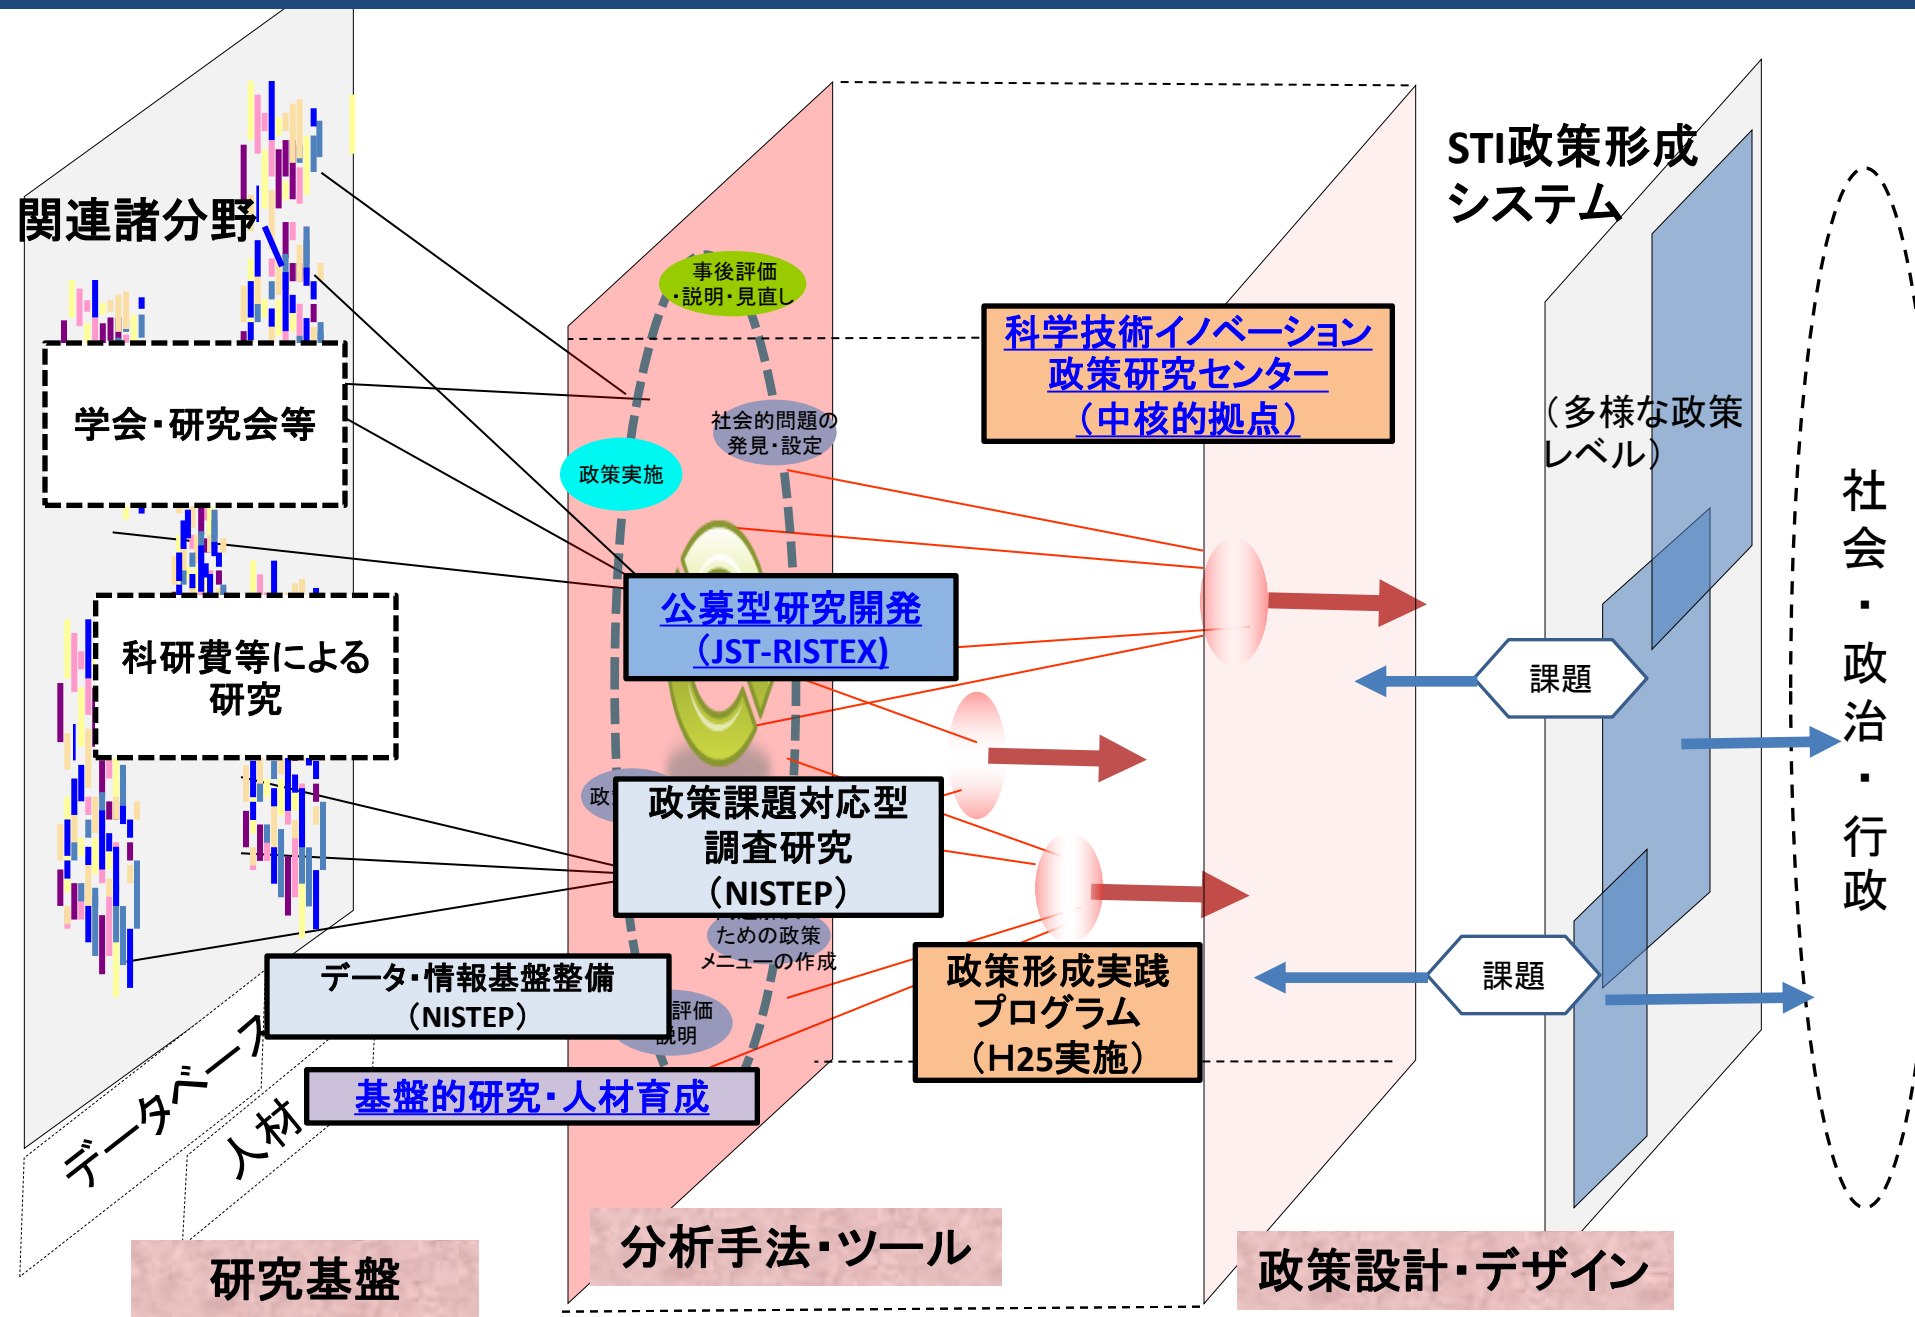 関連諸分野
学会・研究会等
科研費等による
研究
データベース
人材
研究基盤
事後評価
・説明・見直し
社会的問題の
発見・設定
政策実施
公募型研究開発
（JST-RISTEX)
政
政策課題対応型
調査研究
（NISTEP）
ための政策
メニューの作成
データ・情報基盤整備
（NISTEP）
評価
説明
基盤的研究・人材育成
分析手法・ツール
科学技術イノベーション
政策研究センター
（中核的拠点）
政策形成実践
プログラム
（H25実施）
STI政策形成
システム
（多様な政策
レベル）
課題
課題
政策設計・デザイン
社会・政治・行政